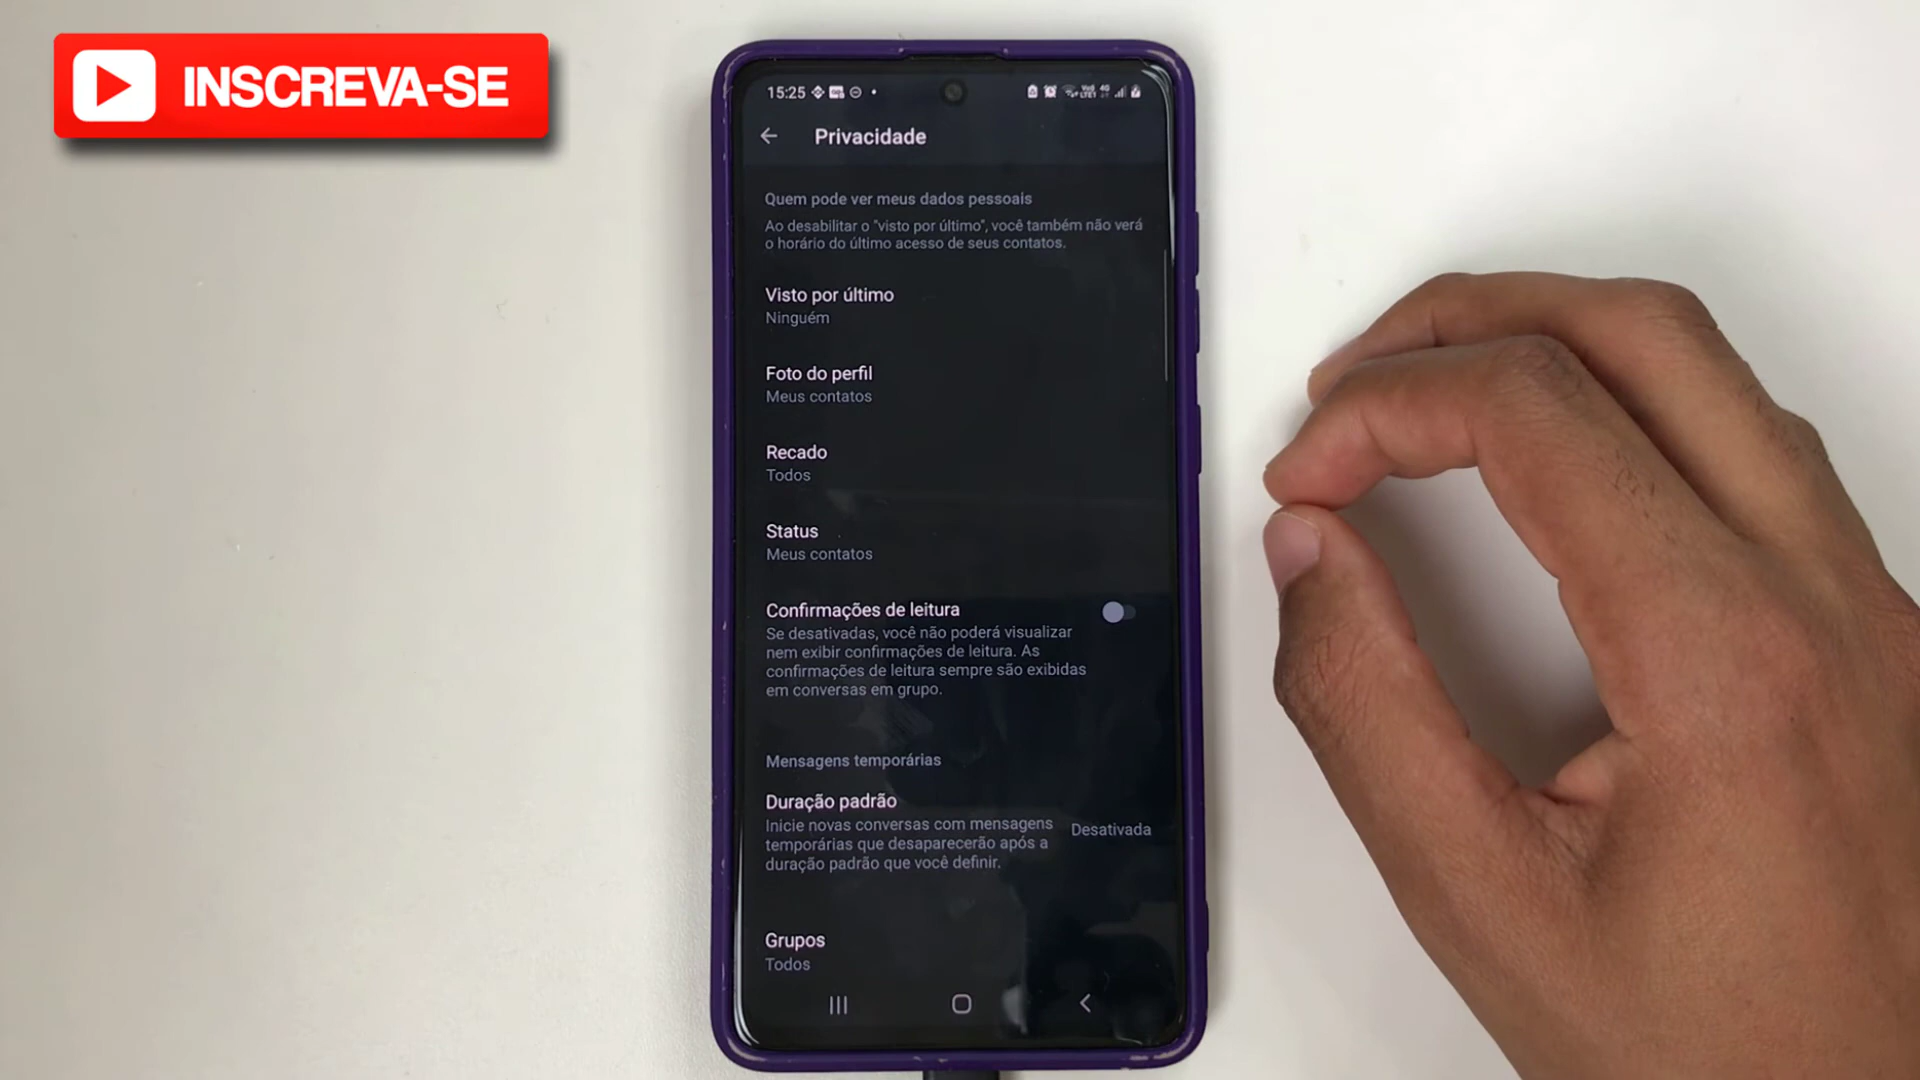 INSCREVA-SE
15:25
Privacidade
Quem pode ver meus dados pessoais
Ao desabilitar o "visto por último", você também não verá
o horário do último acesso de seus contatos.
Visto por último
Ninguém
Foto do perfil
Meus contatos
Recado
Todos
Status
Meus contatos
Confirmações de leitura
Se desativadas, você não poderá visualizar
nem exibir confirmações de leitura. As
confirmações de leitura sempre são exibidas
em conversas em grupo.
Mensagens temporárias
Duração padrão
Inicie novas conversas com mensagens
temporárias que desaparecerão após a
duração padrão que você definir.
Desativada
Grupos
Todos